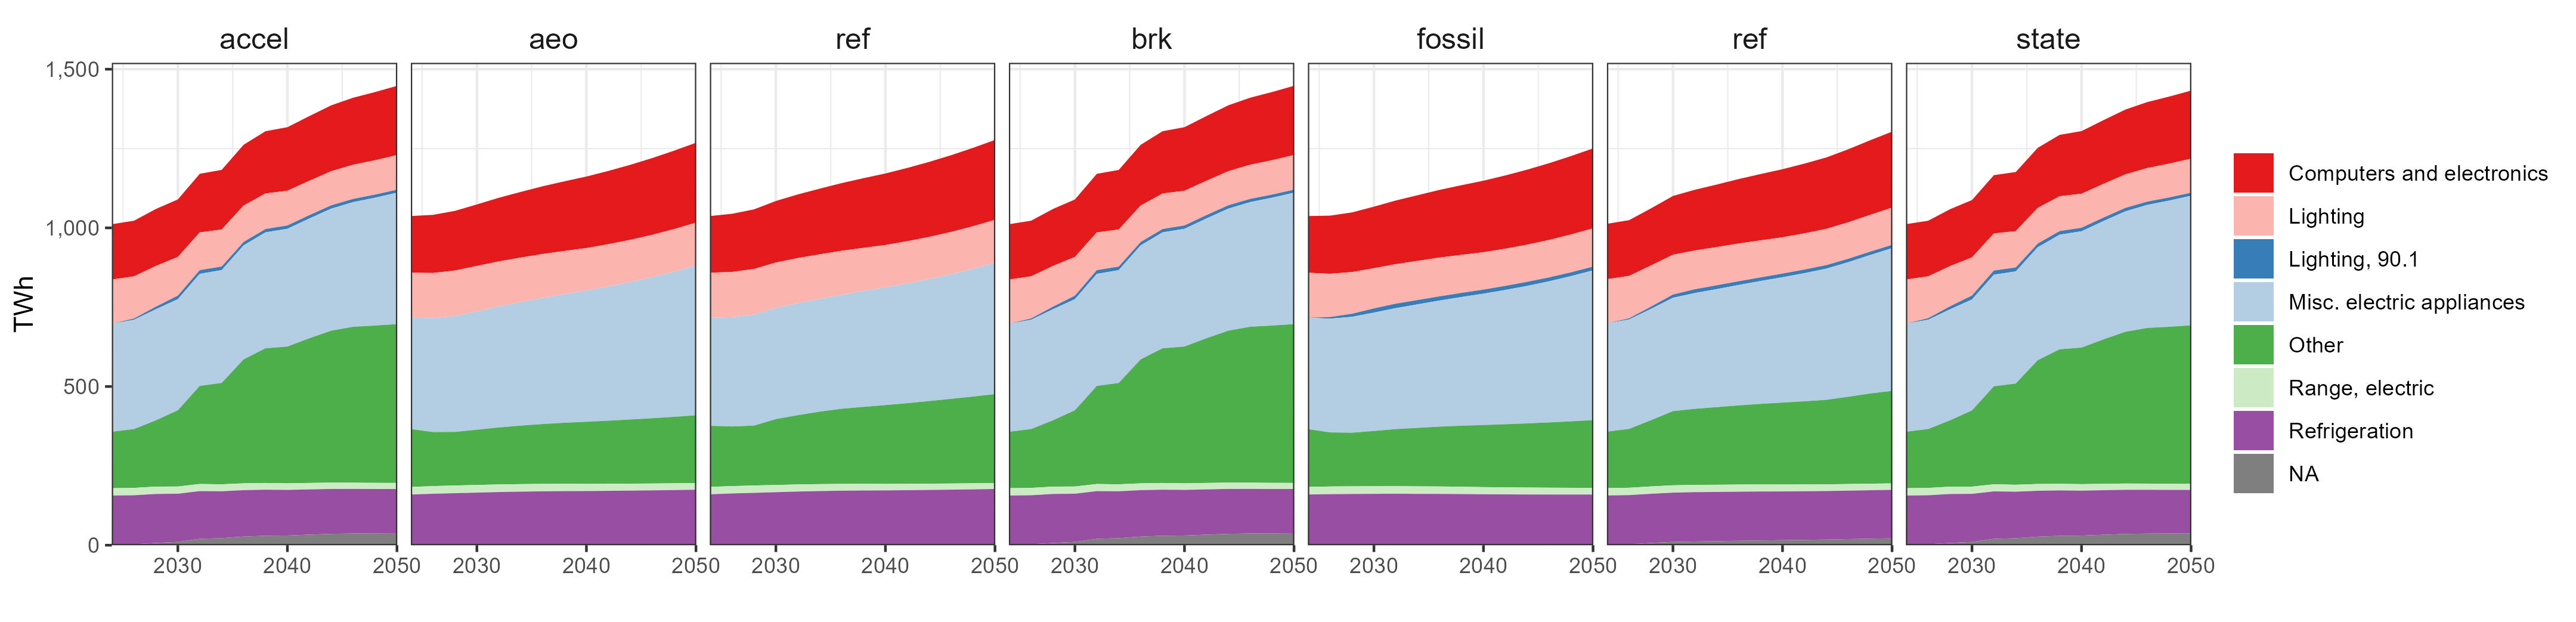 accel aeo ref brk fossil ref state
TWh
1,500
1,000
500
0
2030 2040 2050 2030 2040 2050 2030 2040 2050 2030 2040 2050 2030 2040 2050 2030 2040 2050 2030 2040 2050
Computers and electronics
Lighting
Lighting, 90.1
Misc. electric appliances
Other
Range, electric
Refrigeration
NA